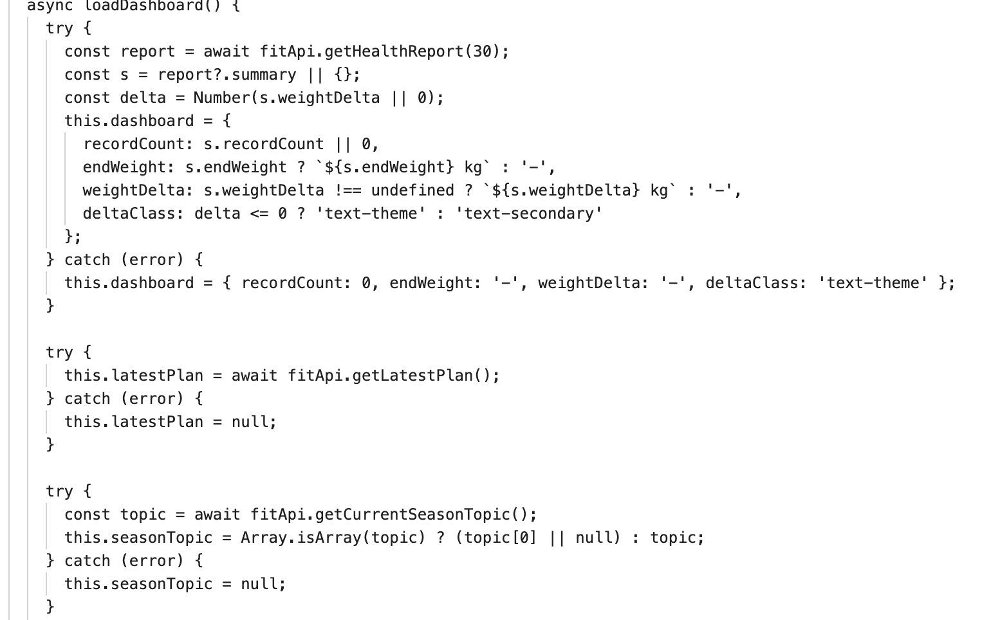 async loadDashboard() {
try {
const report = await fitApi.getHealthReport(30);
const s = report?.summary || {};
const delta = Number(s.weightDelta || 0);
this.dashboard = {
recordCount: s.recordCount || 0,
endWeight: s.endWeight ? `${s.endWeight} kg` : '-',
weightDelta: s.weightDelta !== undefined ? `${s.weightDelta} kg` : '-',
deltaClass: delta <= 0 ? 'text-theme' : 'text-secondary'
};
} catch (error) {
this.dashboard = { recordCount: 0, endWeight: '-', weightDelta: '-', deltaClass: 'text-theme' };
}
try {
this.latestPlan = await fitApi.getLatestPlan();
} catch (error) {
this.latestPlan = null;
}
try {
const topic = await fitApi.getCurrentSeasonTopic();
this.seasonTopic = Array.isArray(topic) ? (topic[0] || null) : topic;
} catch (error) {
this.seasonTopic = null;
}